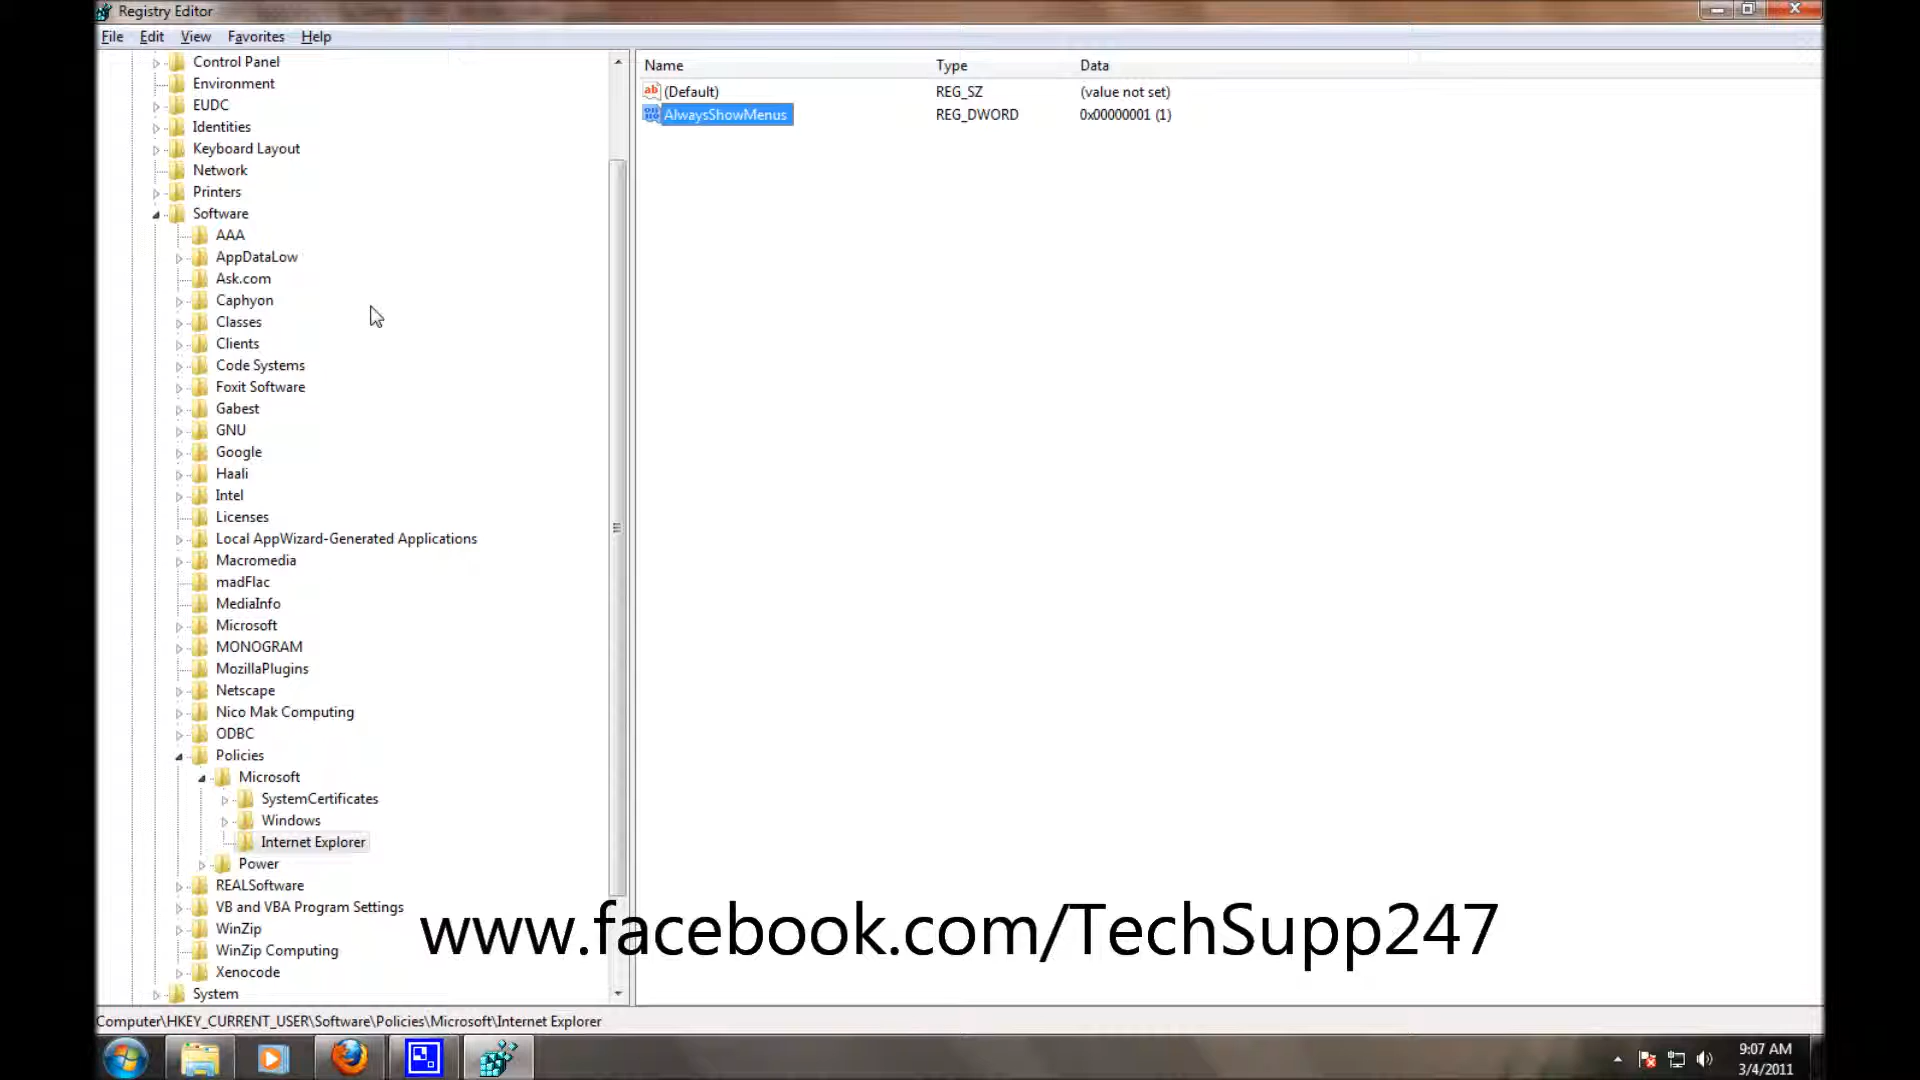 Registry Editor
File Edit View Favorites Help
Control Panel
Environment
EUDC
Identities
Keyboard Layout
Network
Printers
Software
AAA
AppDataLow
Ask.com
Caphyon
Classes
Clients
Code Systems
Foxit Software
Gabest
GNU
Google
Haali
Intel
Licenses
Local AppWizard-Generated Applications
Macromedia
madFlac
MediaInfo
Microsoft
MONOGRAM
MozillaPlugins
Netscape
Nico Mak Computing
ODBC
Policies
Microsoft
SystemCertificates
Windows
Internet Explorer
Power
REALSoftware
VB and VBA Program Settings
WinZip
WinZip Computing
Xenocode
System
Name Type Data
(Default) REG_SZ (value not set)
AlwaysShowMenus REG_DWORD 0x00000001 (1)
www.facebook.com/TechSupp247
Computer\HKEY_CURRENT_USER\Software\Policies\Microsoft\Internet Explorer
9:07 AM
3/4/2011